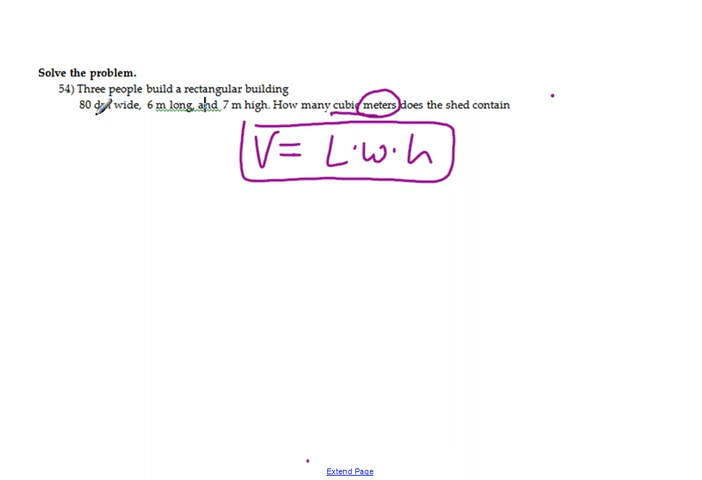 Solve the problem.
54) Three people build a rectangular building
80 wide, 6 m long, and 7 m high. How many cubic meters does the shed contain
V = L · w · h
Extend Page